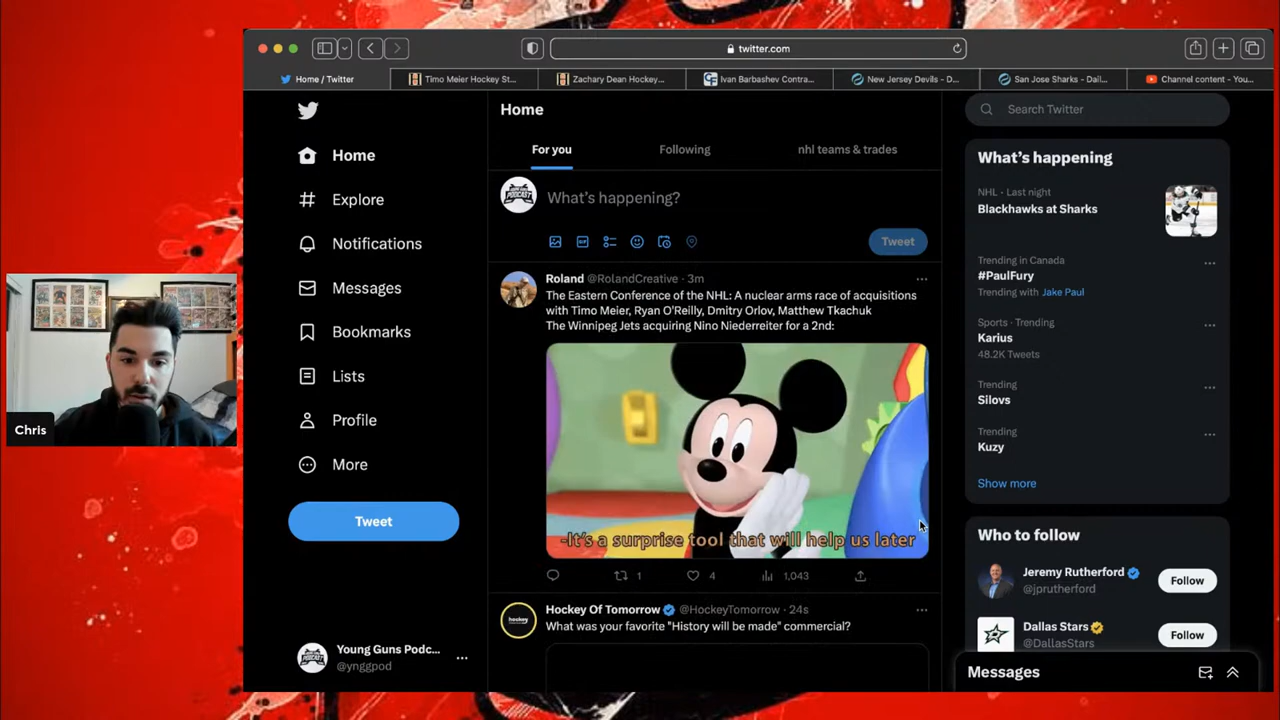 twitter.com
Home / Twitter
Timo Meier Hockey St...
Zachary Dean Hockey...
Ivan Barbashev Contra...
New Jersey Devils - D...
San Jose Sharks - Dall...
Channel content - You...
Home
Explore
Notifications
Messages
Bookmarks
Lists
Profile
More
Tweet
Young Guns Podc...
@ynggpod
Home
For you
Following
nhl teams & trades
What's happening?
Tweet
Roland @RolandCreative · 3m
The Eastern Conference of the NHL: A nuclear arms race of acquisitions
with Timo Meier, Ryan O'Reilly, Dmitry Orlov, Matthew Tkachuk
The Winnipeg Jets acquiring Nino Niederreiter for a 2nd:
-It's a surprise tool that will help us later
1
4
1,043
hockey
Hockey Of Tomorrow @HockeyTomorrow · 24s
What was your favorite "History will be made" commercial?
Search Twitter
What's happening
NHL · Last night
Blackhawks at Sharks
Trending in Canada
#PaulFury
Trending with Jake Paul
Sports · Trending
Karius
48.2K Tweets
Trending
Silovs
Trending
Kuzy
Show more
Who to follow
Jeremy Rutherford
@jprutherford
Follow
Dallas Stars
@DallasStars
Follow
Messages
Chris